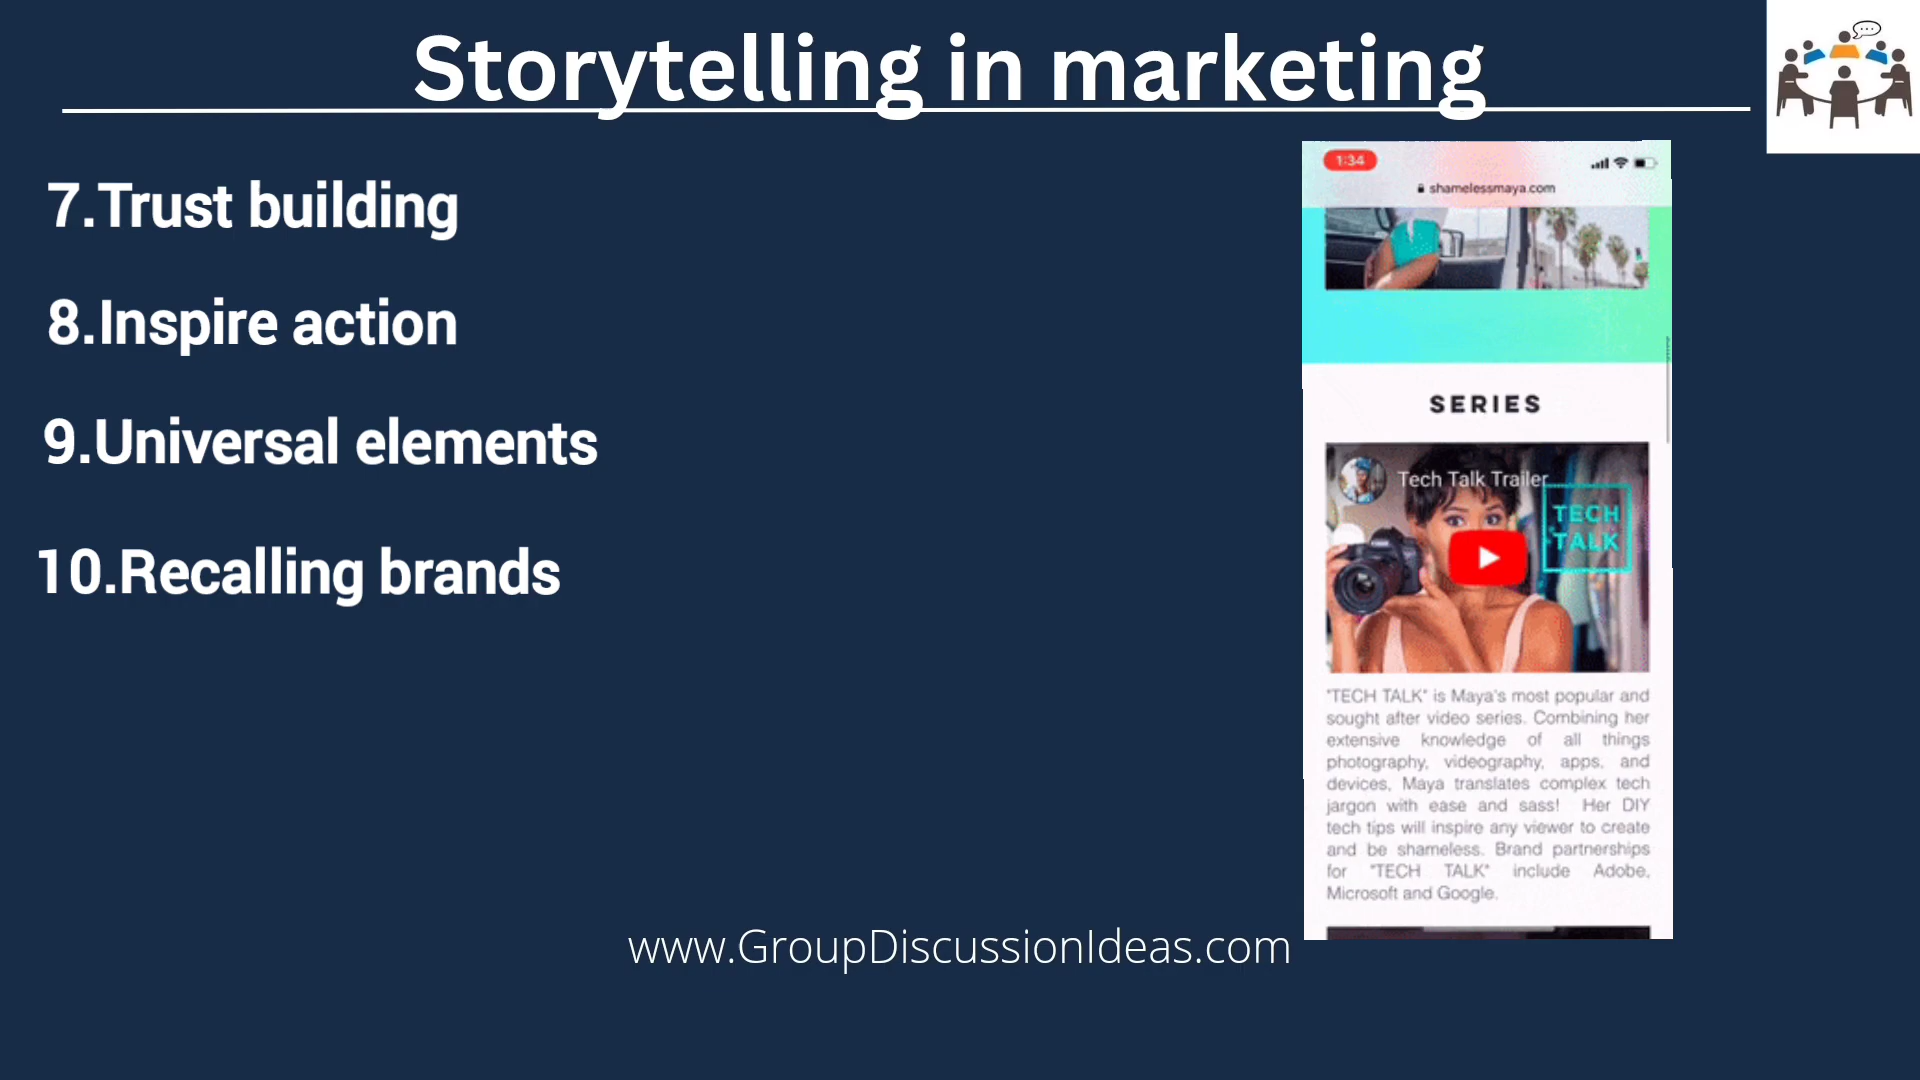 Storytelling in marketing
7.Trust building
8.Inspire action
9.Universal elements
10.Recalling brands
www.GroupDiscussionIdeas.com
1:34
shamelessmaya.com
SERIES
Tech Talk Trailer
TECH
TALK
"TECH TALK" is Maya's most popular and
sought after video series. Combining her
extensive knowledge of all things
photography, videography, apps, and
devices, Maya translates complex tech
jargon with ease and sass! Her DIY
tech tips will inspire any viewer to create
and be shameless. Brand partnerships
for "TECH TALK" include Adobe,
Microsoft and Google.